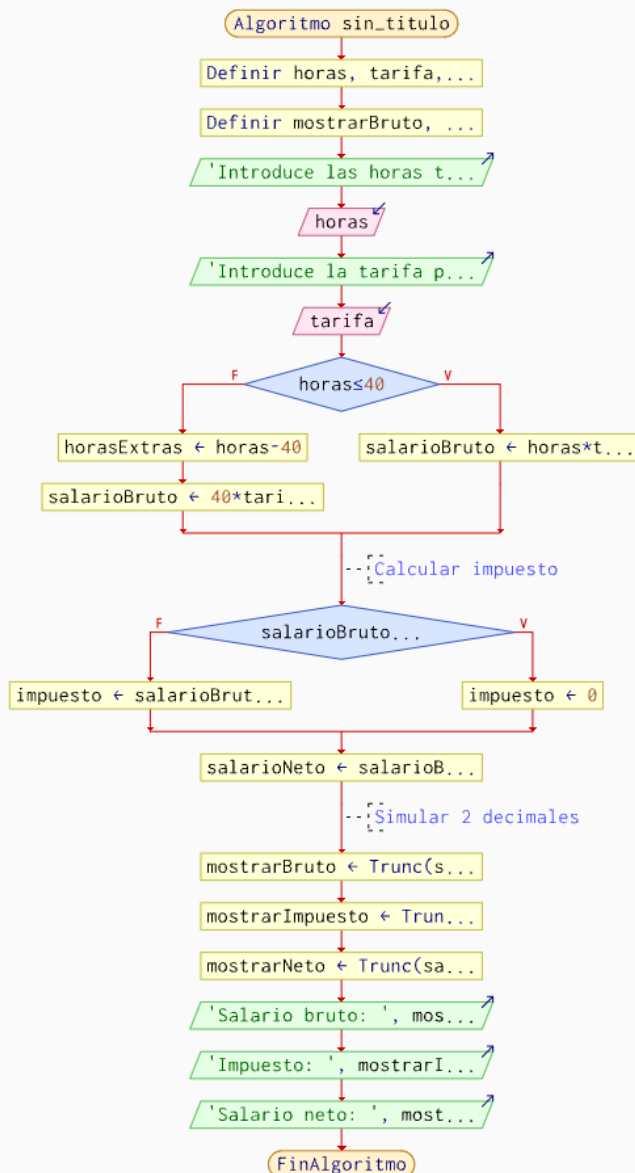 Algoritmo sin_titulo
Definir horas, tarifa,...
Definir mostrarBruto, ...
'Introduce las horas t...
horas
'Introduce la tarifa p...
tarifa
horas≤40
F
V
horasExtras ← horas-40
salarioBruto ← horas*t...
salarioBruto ← 40*tari...
Calcular impuesto
salarioBruto...
F
V
impuesto ← salarioBrut...
impuesto ← 0
salarioNeto ← salarioB...
Simular 2 decimales
mostrarBruto ← Trunc(s...
mostrarImpuesto ← Trun...
mostrarNeto ← Trunc(sa...
'Salario bruto: ', mos...
'Impuesto: ', mostrarI...
'Salario neto: ', most...
FinAlgoritmo